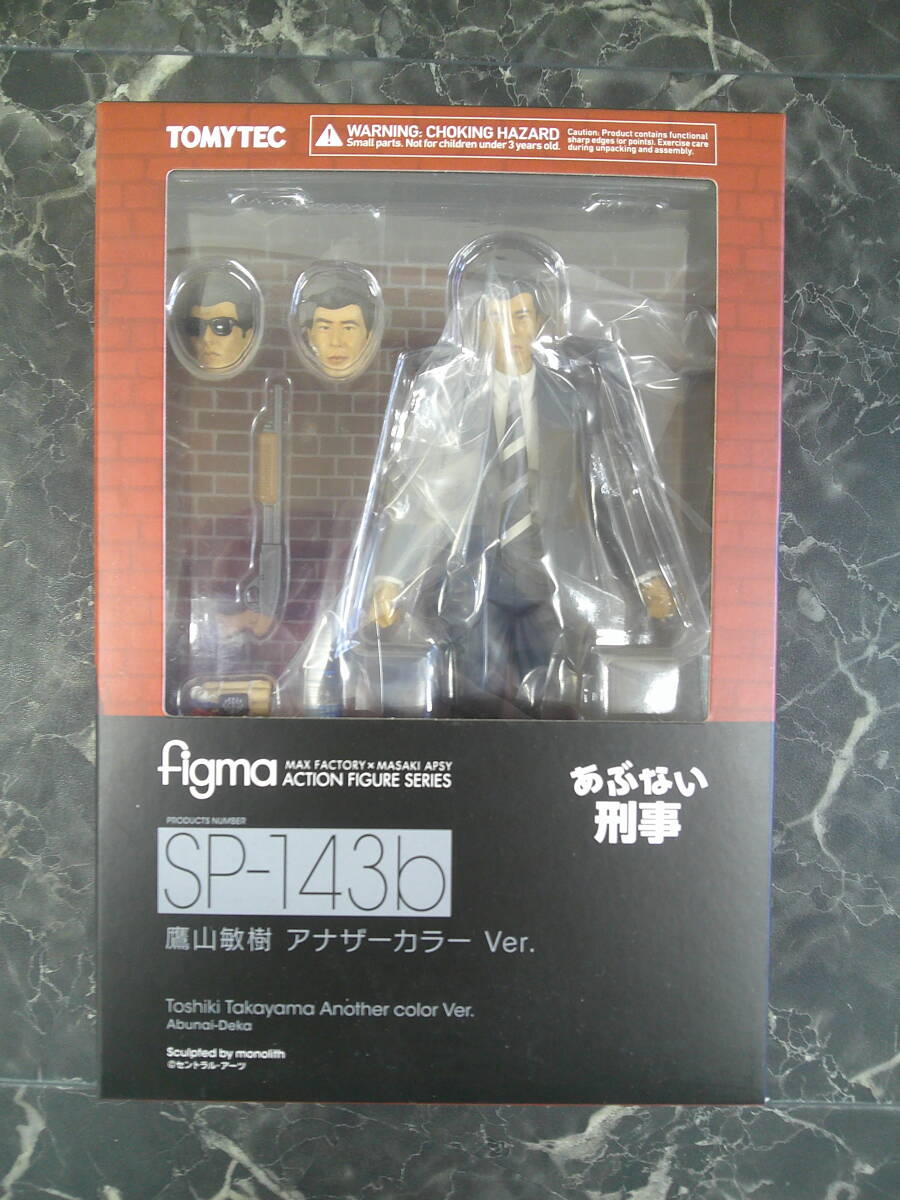 TOMYTEC
WARNING: CHOKING HAZARD
Small parts. Not for children under 3 years old.
Caution: Product contains functional
sharp edges (or points). Exercise care
during unpacking and assembly.
figma
MAX FACTORY × MASAKI APSY
ACTION FIGURE SERIES
あぶない
刑事
PRODUCTS NUMBER
SP-143b
鷹山敏樹 アナザーカラー Ver.
Toshiki Takayama Another color Ver.
Abunai-Deka
Sculpted by monolith
©セントラル・アーツ